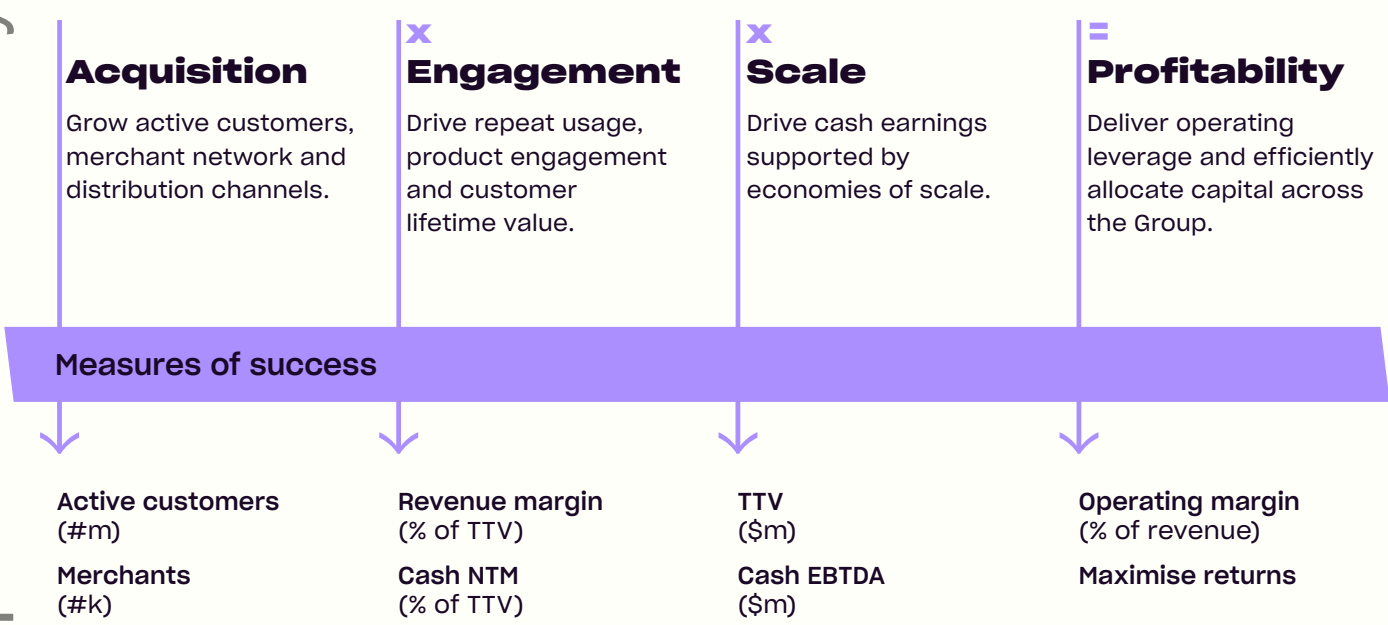 Acquisition
Grow active customers,
merchant network and
distribution channels.
x
Engagement
Drive repeat usage,
product engagement
and customer
lifetime value.
x
Scale
Drive cash earnings
supported by
economies of scale.
=
Profitability
Deliver operating
leverage and efficiently
allocate capital across
the Group.
Measures of success
Active customers
(#m)
Merchants
(#k)
Revenue margin
(% of TTV)
Cash NTM
(% of TTV)
TTV
($m)
Cash EBTDA
($m)
Operating margin
(% of revenue)
Maximise returns